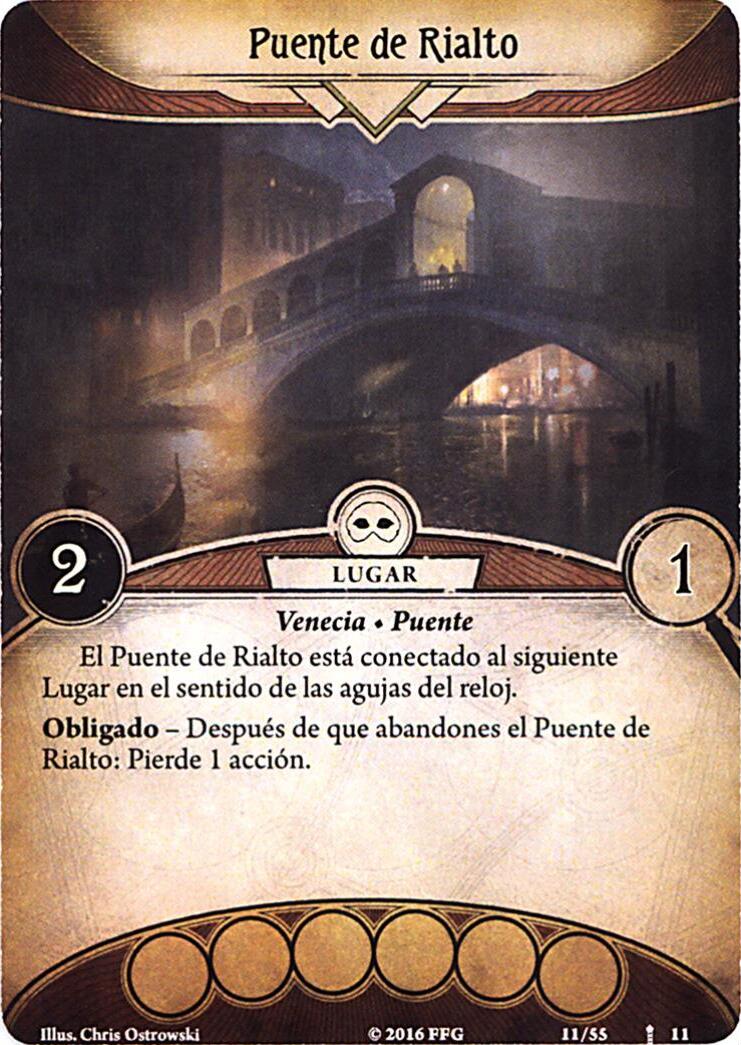 Puente de Rialto
2
LUGAR
1
Venecia • Puente
El Puente de Rialto está conectado al siguiente
Lugar en el sentido de las agujas del reloj.
Obligado – Después de que abandones el Puente de
Rialto: Pierde 1 acción.
Illus. Chris Ostrowski
© 2016 FFG
11/55
11